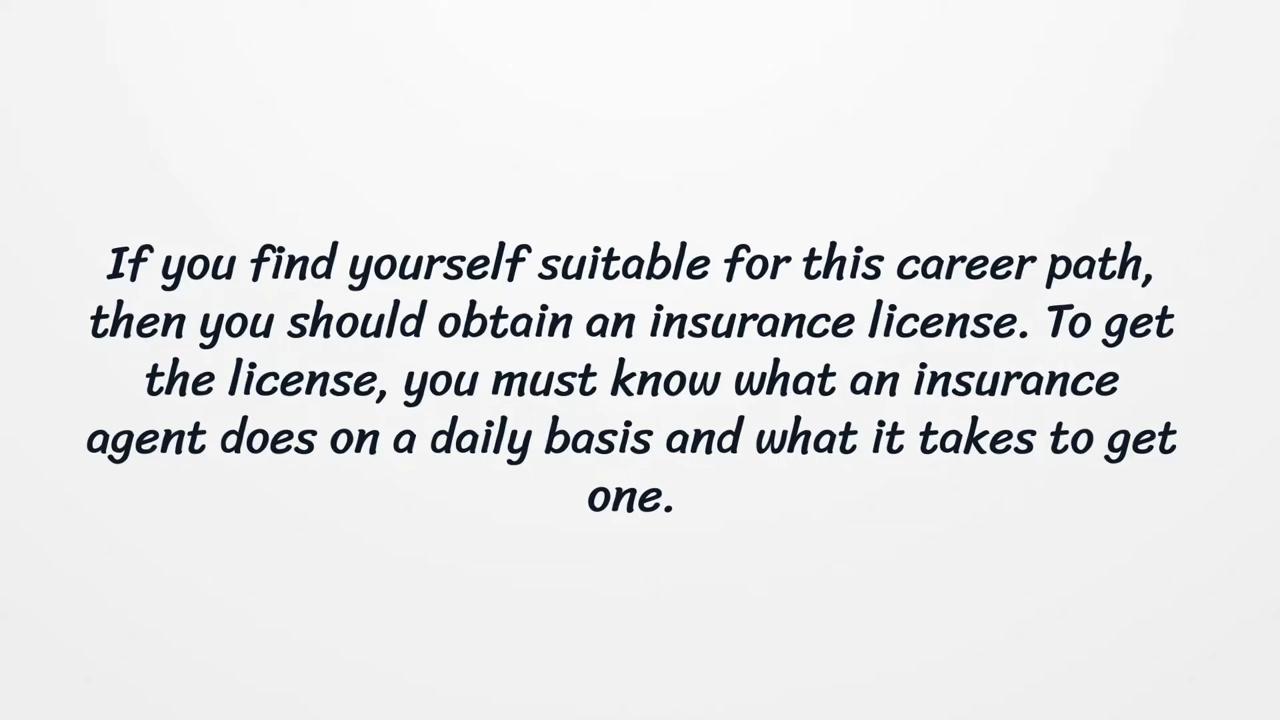 If you find yourself suitable for this career path,
then you should obtain an insurance license. To get
the license, you must know what an insurance
agent does on a daily basis and what it takes to get
one.